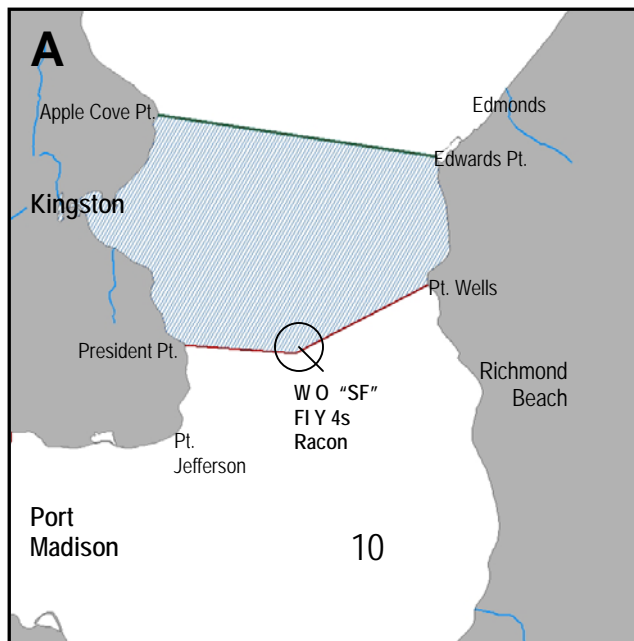 A
Apple Cove Pt.
Edmonds
Edwards Pt.
Kingston
Pt. Wells
President Pt.
Richmond
Beach
W O “SF”
Fl Y 4s
Racon
Pt.
Jefferson
Port
Madison
10